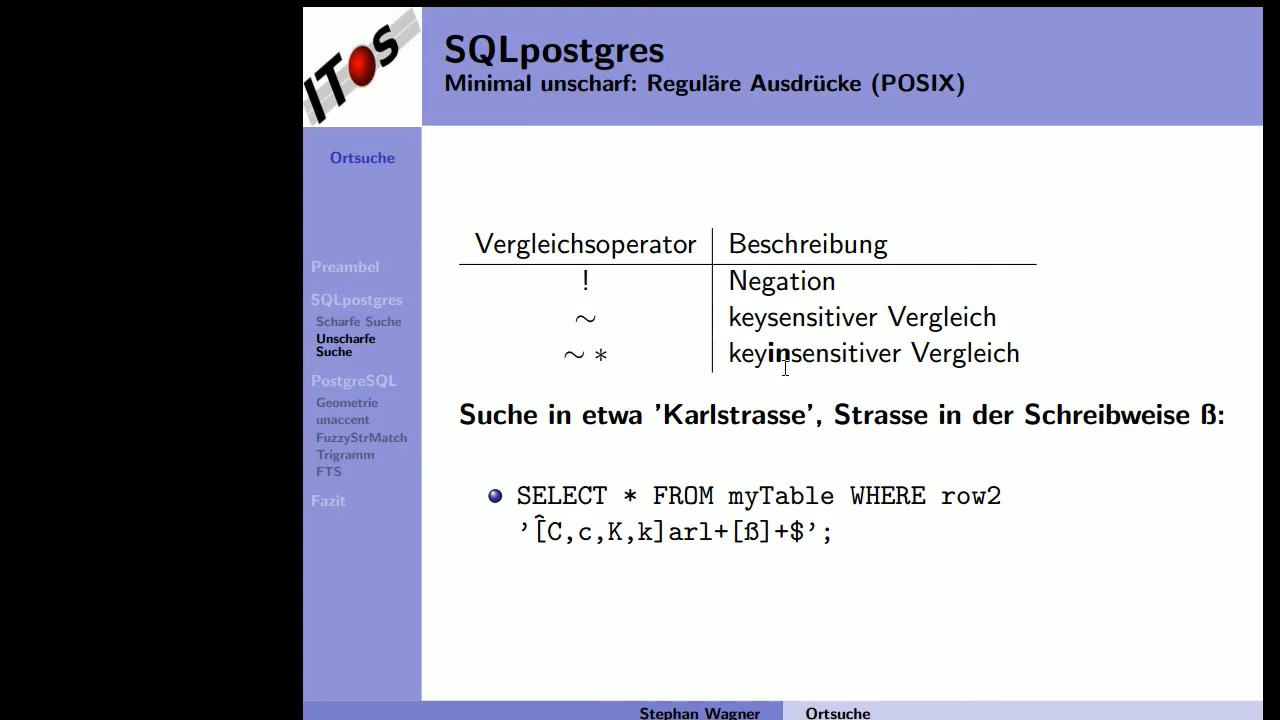 ITOS
SQLpostgres
Minimal unscharf: Reguläre Ausdrücke (POSIX)
Ortsuche
Preambel
SQLpostgres
Scharfe Suche
Unscharfe
Suche
PostgreSQL
Geometrie
unaccent
FuzzyStrMatch
Trigramm
FTS
Fazit
Vergleichsoperator Beschreibung
! Negation
∼ keysensitiver Vergleich
∼ * keyinsensitiver Vergleich
Suche in etwa ’Karlstrasse’, Strasse in der Schreibweise ß:
SELECT * FROM myTable WHERE row2
’^[C,c,K,k]arl+[ß]+$’;
Stephan Wagner Ortsuche